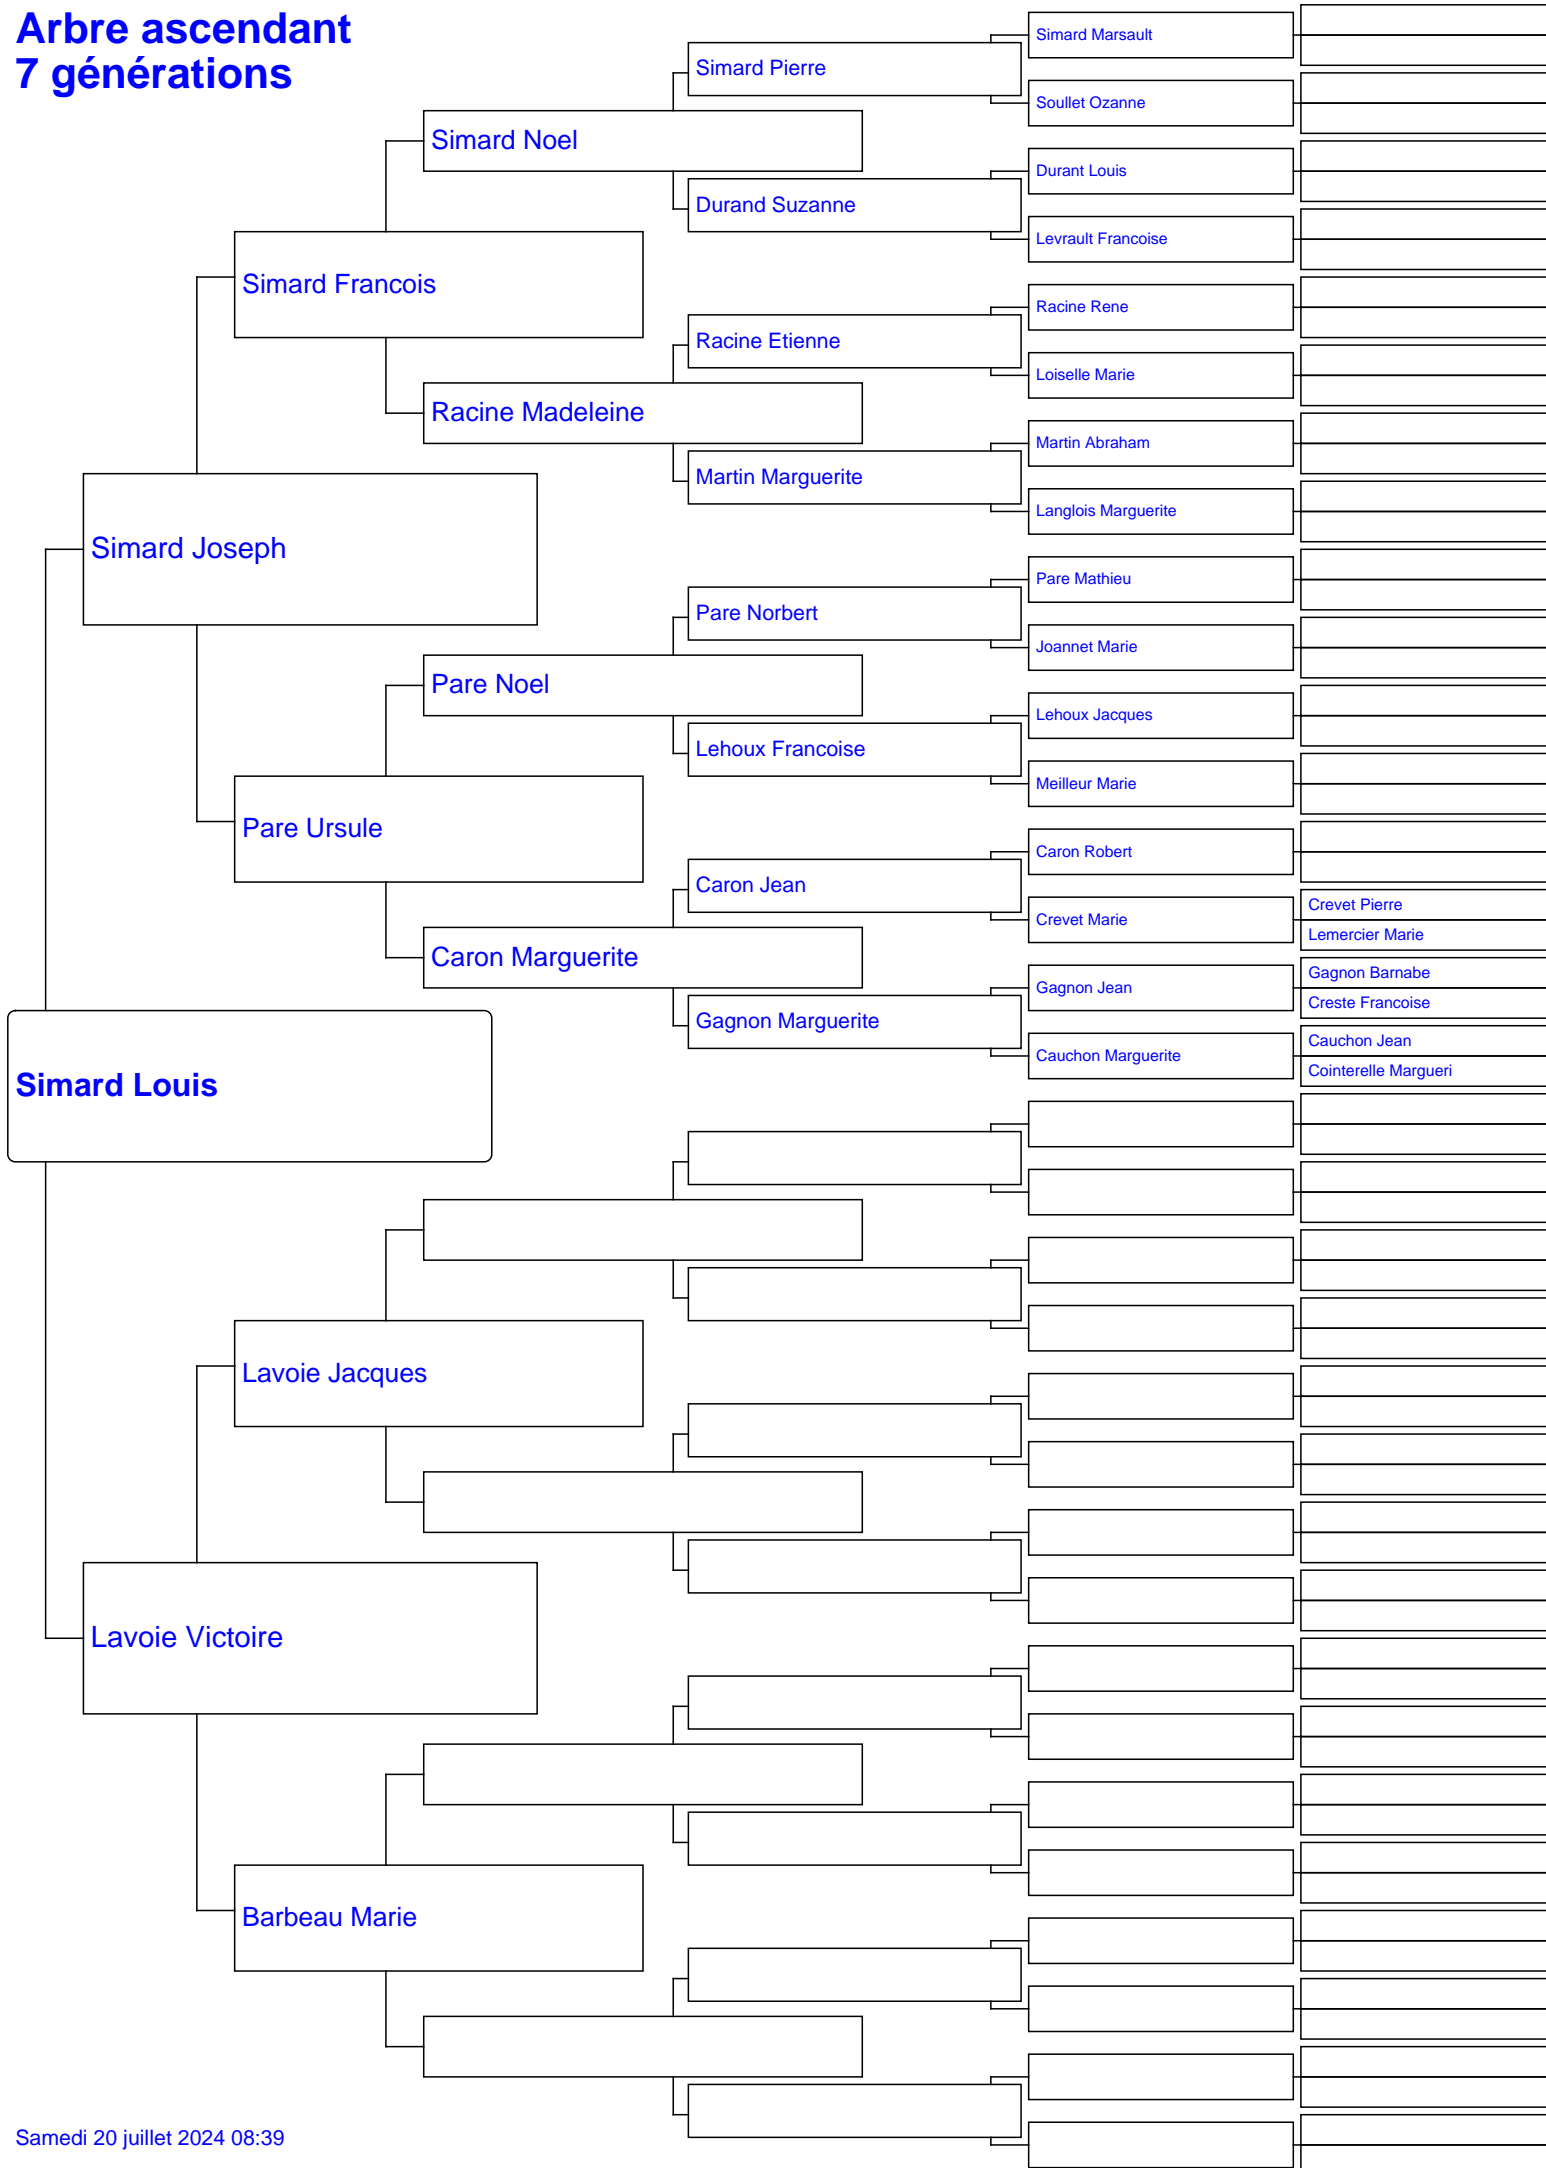 Arbre ascendant
7 générations
Simard Marsault
Simard Pierre
Soullet Ozanne
Simard Noel
Durant Louis
Durand Suzanne
Levrault Francoise
Simard Francois
Racine Rene
Racine Etienne
Loiselle Marie
Racine Madeleine
Martin Abraham
Martin Marguerite
Langlois Marguerite
Simard Joseph
Pare Mathieu
Pare Norbert
Joannet Marie
Pare Noel
Lehoux Jacques
Lehoux Francoise
Meilleur Marie
Pare Ursule
Caron Robert
Caron Jean
Crevet Pierre
Crevet Marie
Lemercier Marie
Caron Marguerite
Gagnon Barnabe
Gagnon Jean
Creste Francoise
Gagnon Marguerite
Cauchon Jean
Cauchon Marguerite
Cointerelle Margueri
Simard Louis
Lavoie Jacques
Lavoie Victoire
Barbeau Marie
Samedi 20 juillet 2024 08:39